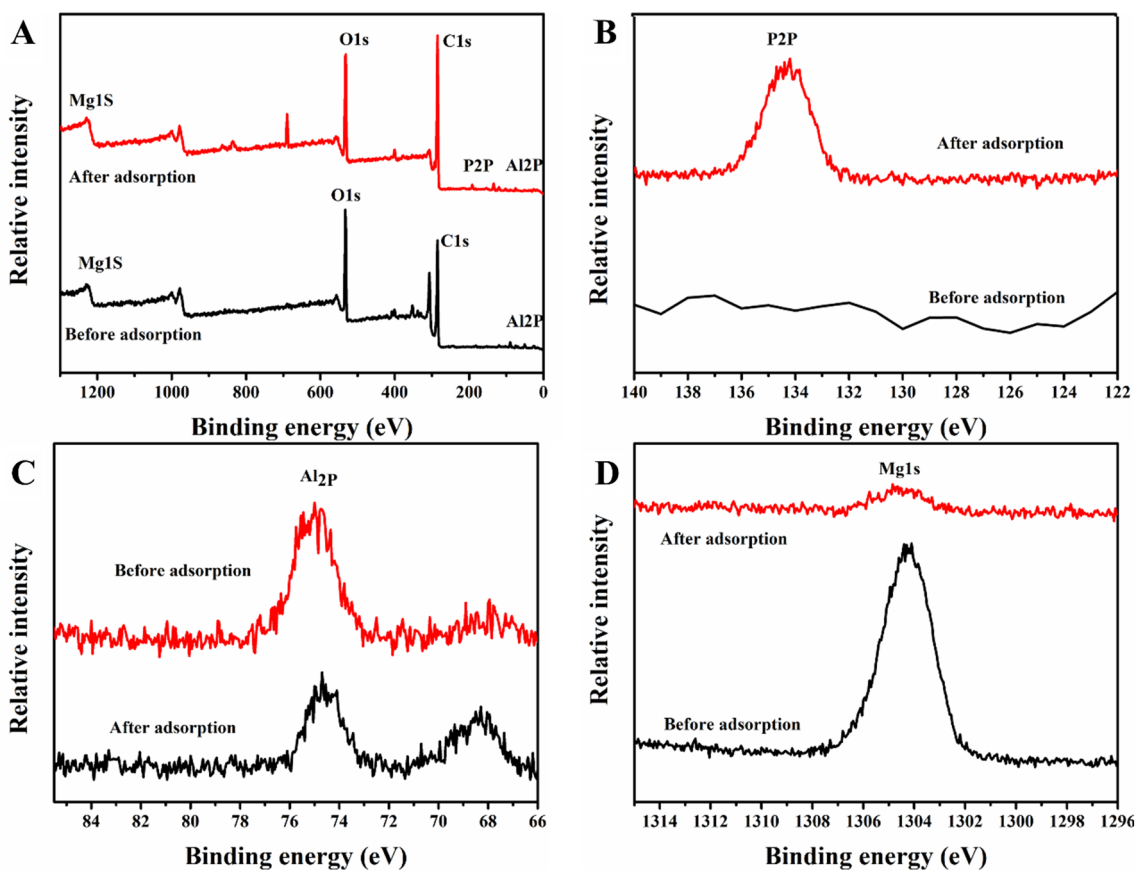 A
O1s
C1s
Mg1S
After adsorption
P2P
Al2P
O1s
C1s
Mg1S
Before adsorption
Al2P
1200 1000 800 600 400 200 0
Binding energy (eV)
Relative intensity
B
P2P
After adsorption
Before adsorption
140 138 136 134 132 130 128 126 124 122
Binding energy (eV)
Relative intensity
C
Al2P
Before adsorption
After adsorption
84 82 80 78 76 74 72 70 68 66
Binding energy (eV)
Relative intensity
D
Mg1s
After adsorption
Before adsorption
1314 1312 1310 1308 1306 1304 1302 1300 1298 1296
Binding energy (eV)
Relative intensity